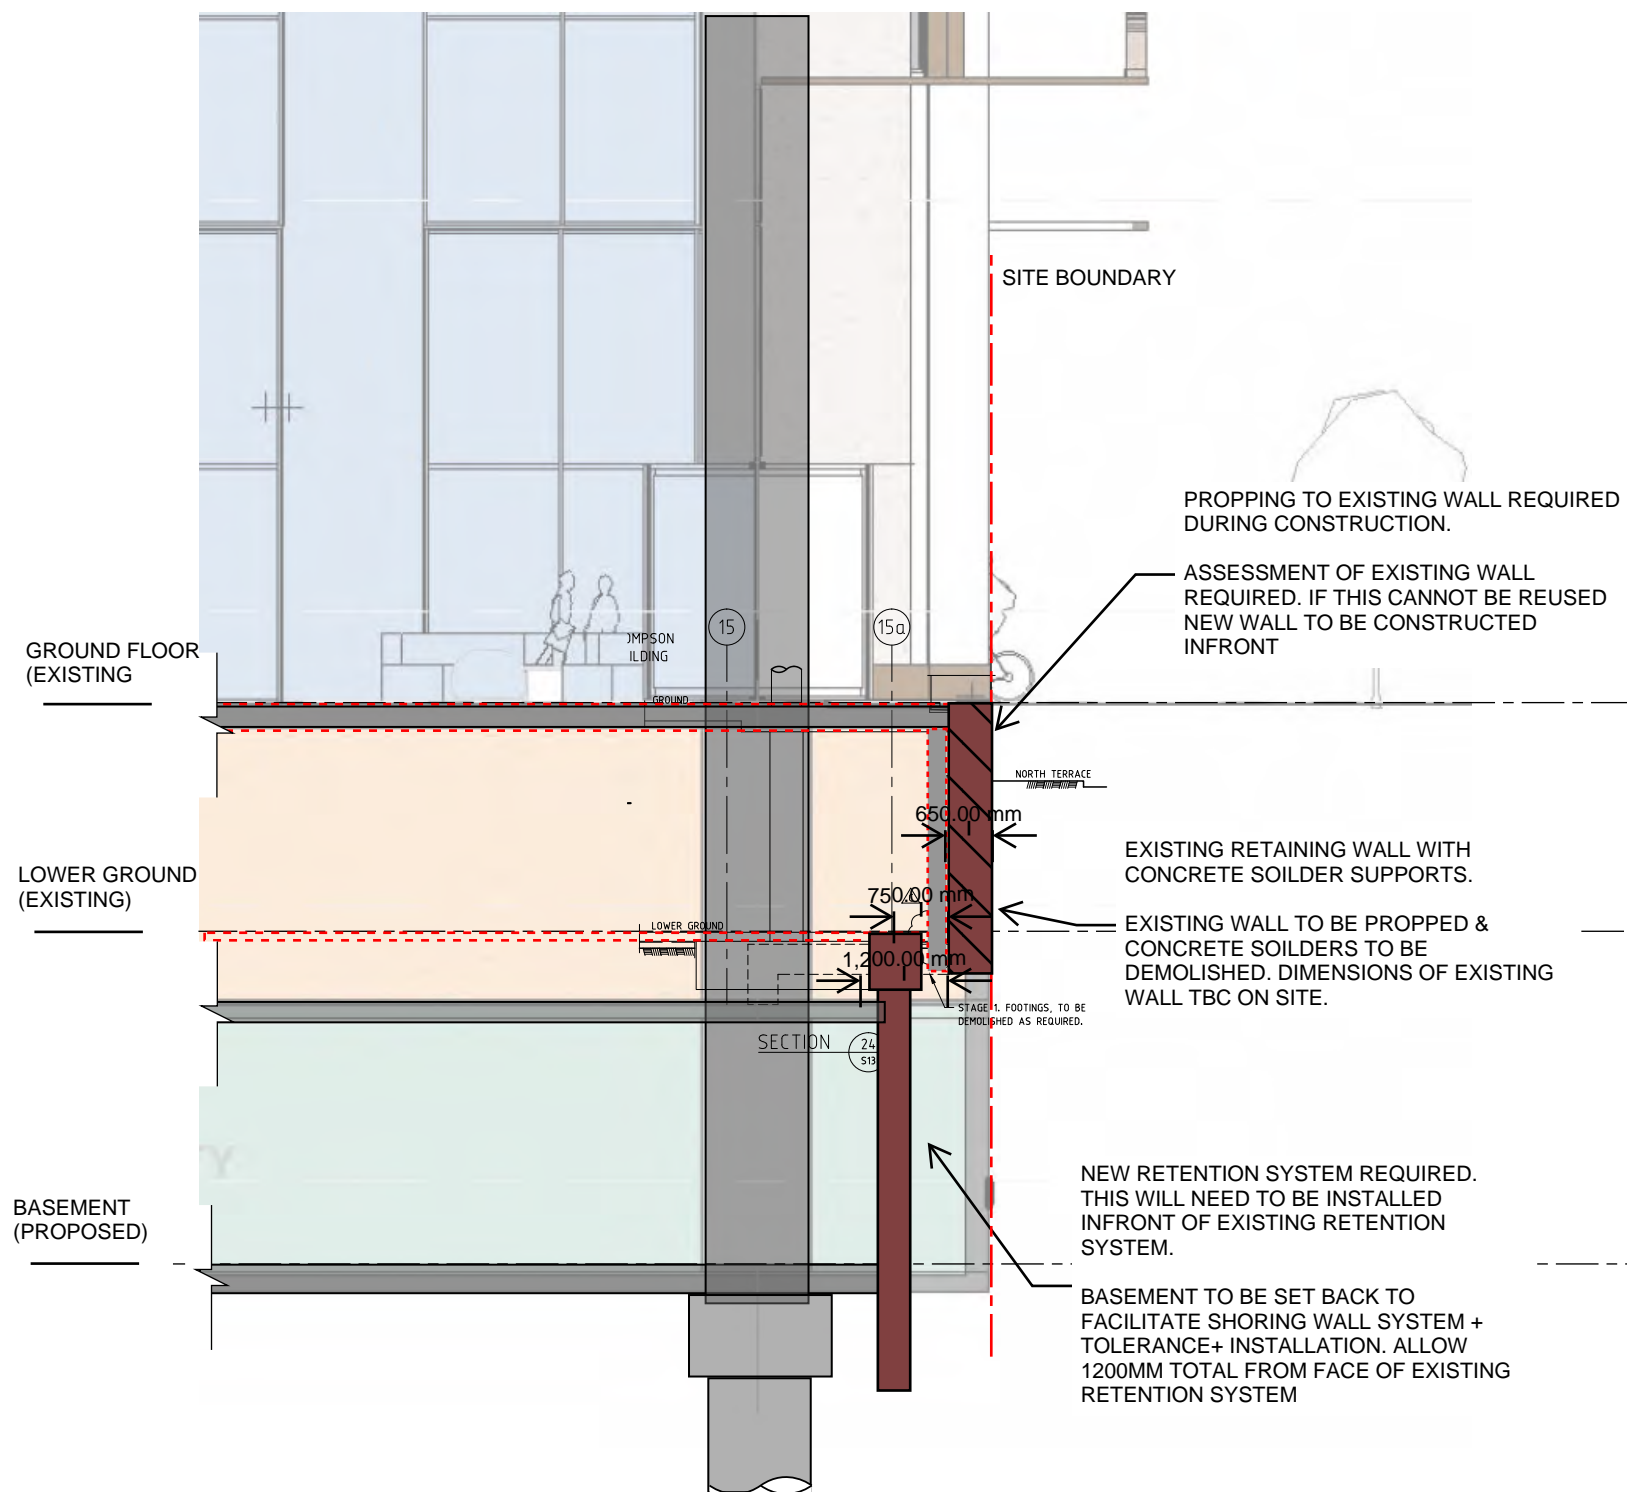 SITE BOUNDARY
PROPPING TO EXISTING WALL REQUIRED
DURING CONSTRUCTION.
ASSESSMENT OF EXISTING WALL
REQUIRED. IF THIS CANNOT BE REUSED
NEW WALL TO BE CONSTRUCTED
INFRONT
15
15a
OMPSON
ILDING
GROUND FLOOR
(EXISTING
GROUND
NORTH TERRACE
650.00 mm
EXISTING RETAINING WALL WITH
CONCRETE SOILDER SUPPORTS.
LOWER GROUND
(EXISTING)
750.00 mm
EXISTING WALL TO BE PROPPED &
CONCRETE SOILDERS TO BE
DEMOLISHED. DIMENSIONS OF EXISTING
WALL TBC ON SITE.
LOWER GROUND
1,200.00 mm
STAGE 1. FOOTINGS, TO BE
DEMOLISHED AS REQUIRED.
SECTION
24
S13
TY
NEW RETENTION SYSTEM REQUIRED.
THIS WILL NEED TO BE INSTALLED
INFRONT OF EXISTING RETENTION
SYSTEM.
BASEMENT
(PROPOSED)
BASEMENT TO BE SET BACK TO
FACILITATE SHORING WALL SYSTEM +
TOLERANCE+ INSTALLATION. ALLOW
1200MM TOTAL FROM FACE OF EXISTING
RETENTION SYSTEM